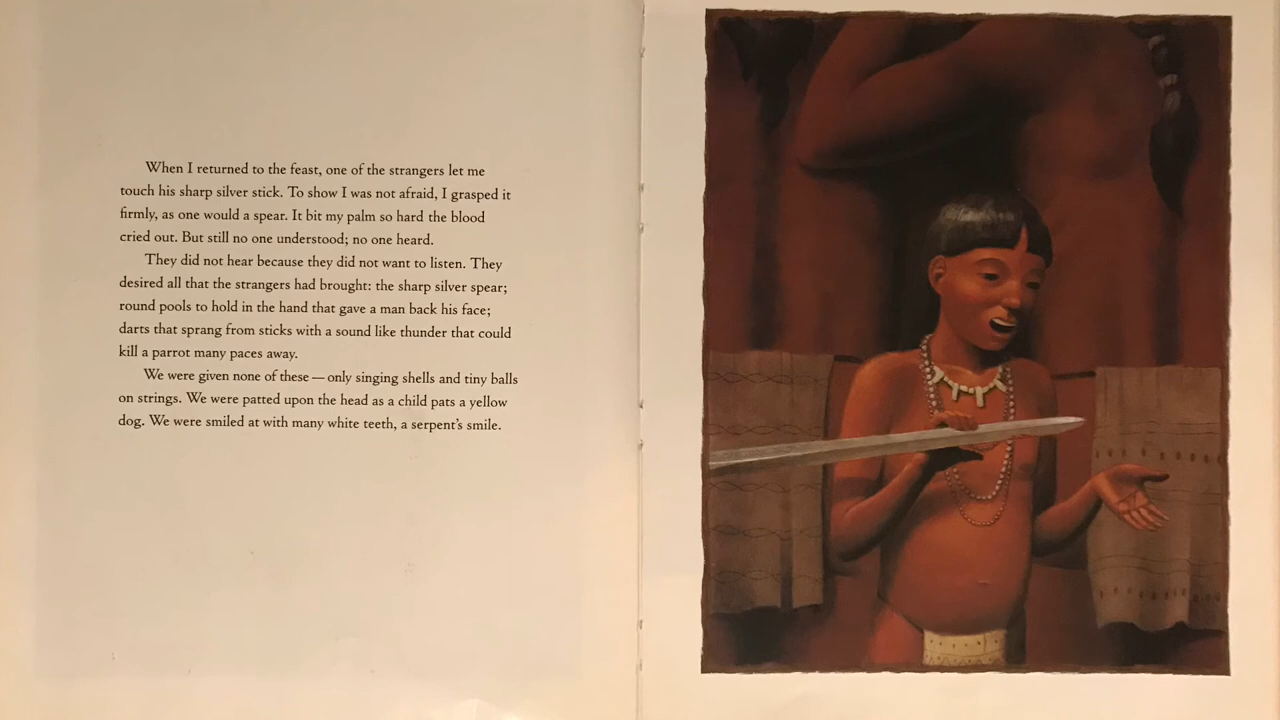 When I returned to the feast, one of the strangers let me
touch his sharp silver stick. To show I was not afraid, I grasped it
firmly, as one would a spear. It bit my palm so hard the blood
cried out. But still no one understood; no one heard.
They did not hear because they did not want to listen. They
desired all that the strangers had brought: the sharp silver spear;
round pools to hold in the hand that gave a man back his face;
darts that sprang from sticks with a sound like thunder that could
kill a parrot many paces away.
We were given none of these — only singing shells and tiny balls
on strings. We were patted upon the head as a child pats a yellow
dog. We were smiled at with many white teeth, a serpent's smile.